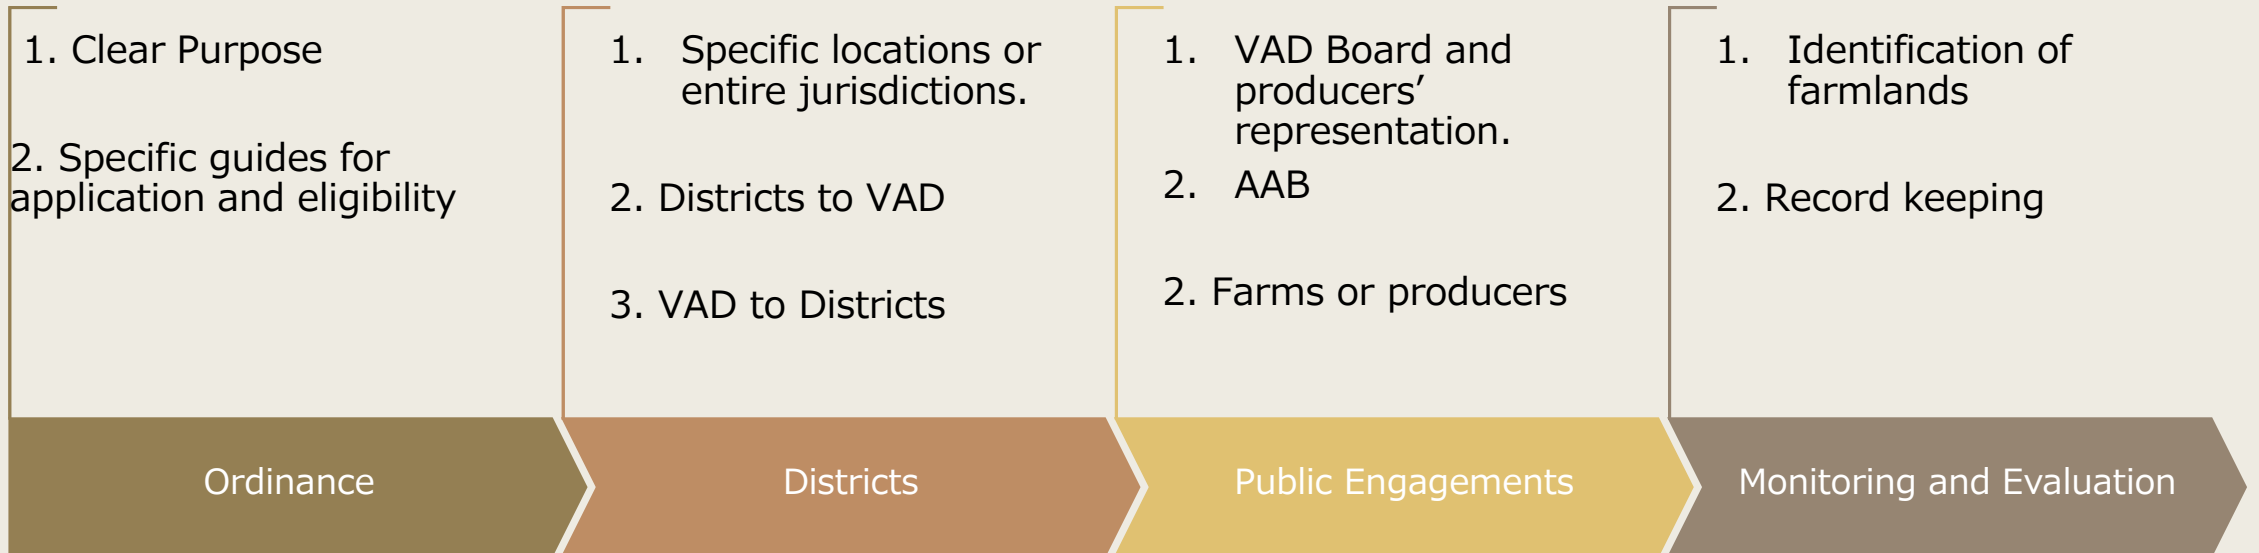 1. Clear Purpose
2. Specific guides for
application and eligibility
1. Specific locations or
entire jurisdictions.
2. Districts to VAD
3. VAD to Districts
1. VAD Board and
producers’
representation.
2. AAB
2. Farms or producers
1. Identification of
farmlands
2. Record keeping
Ordinance
Districts
Public Engagements
Monitoring and Evaluation